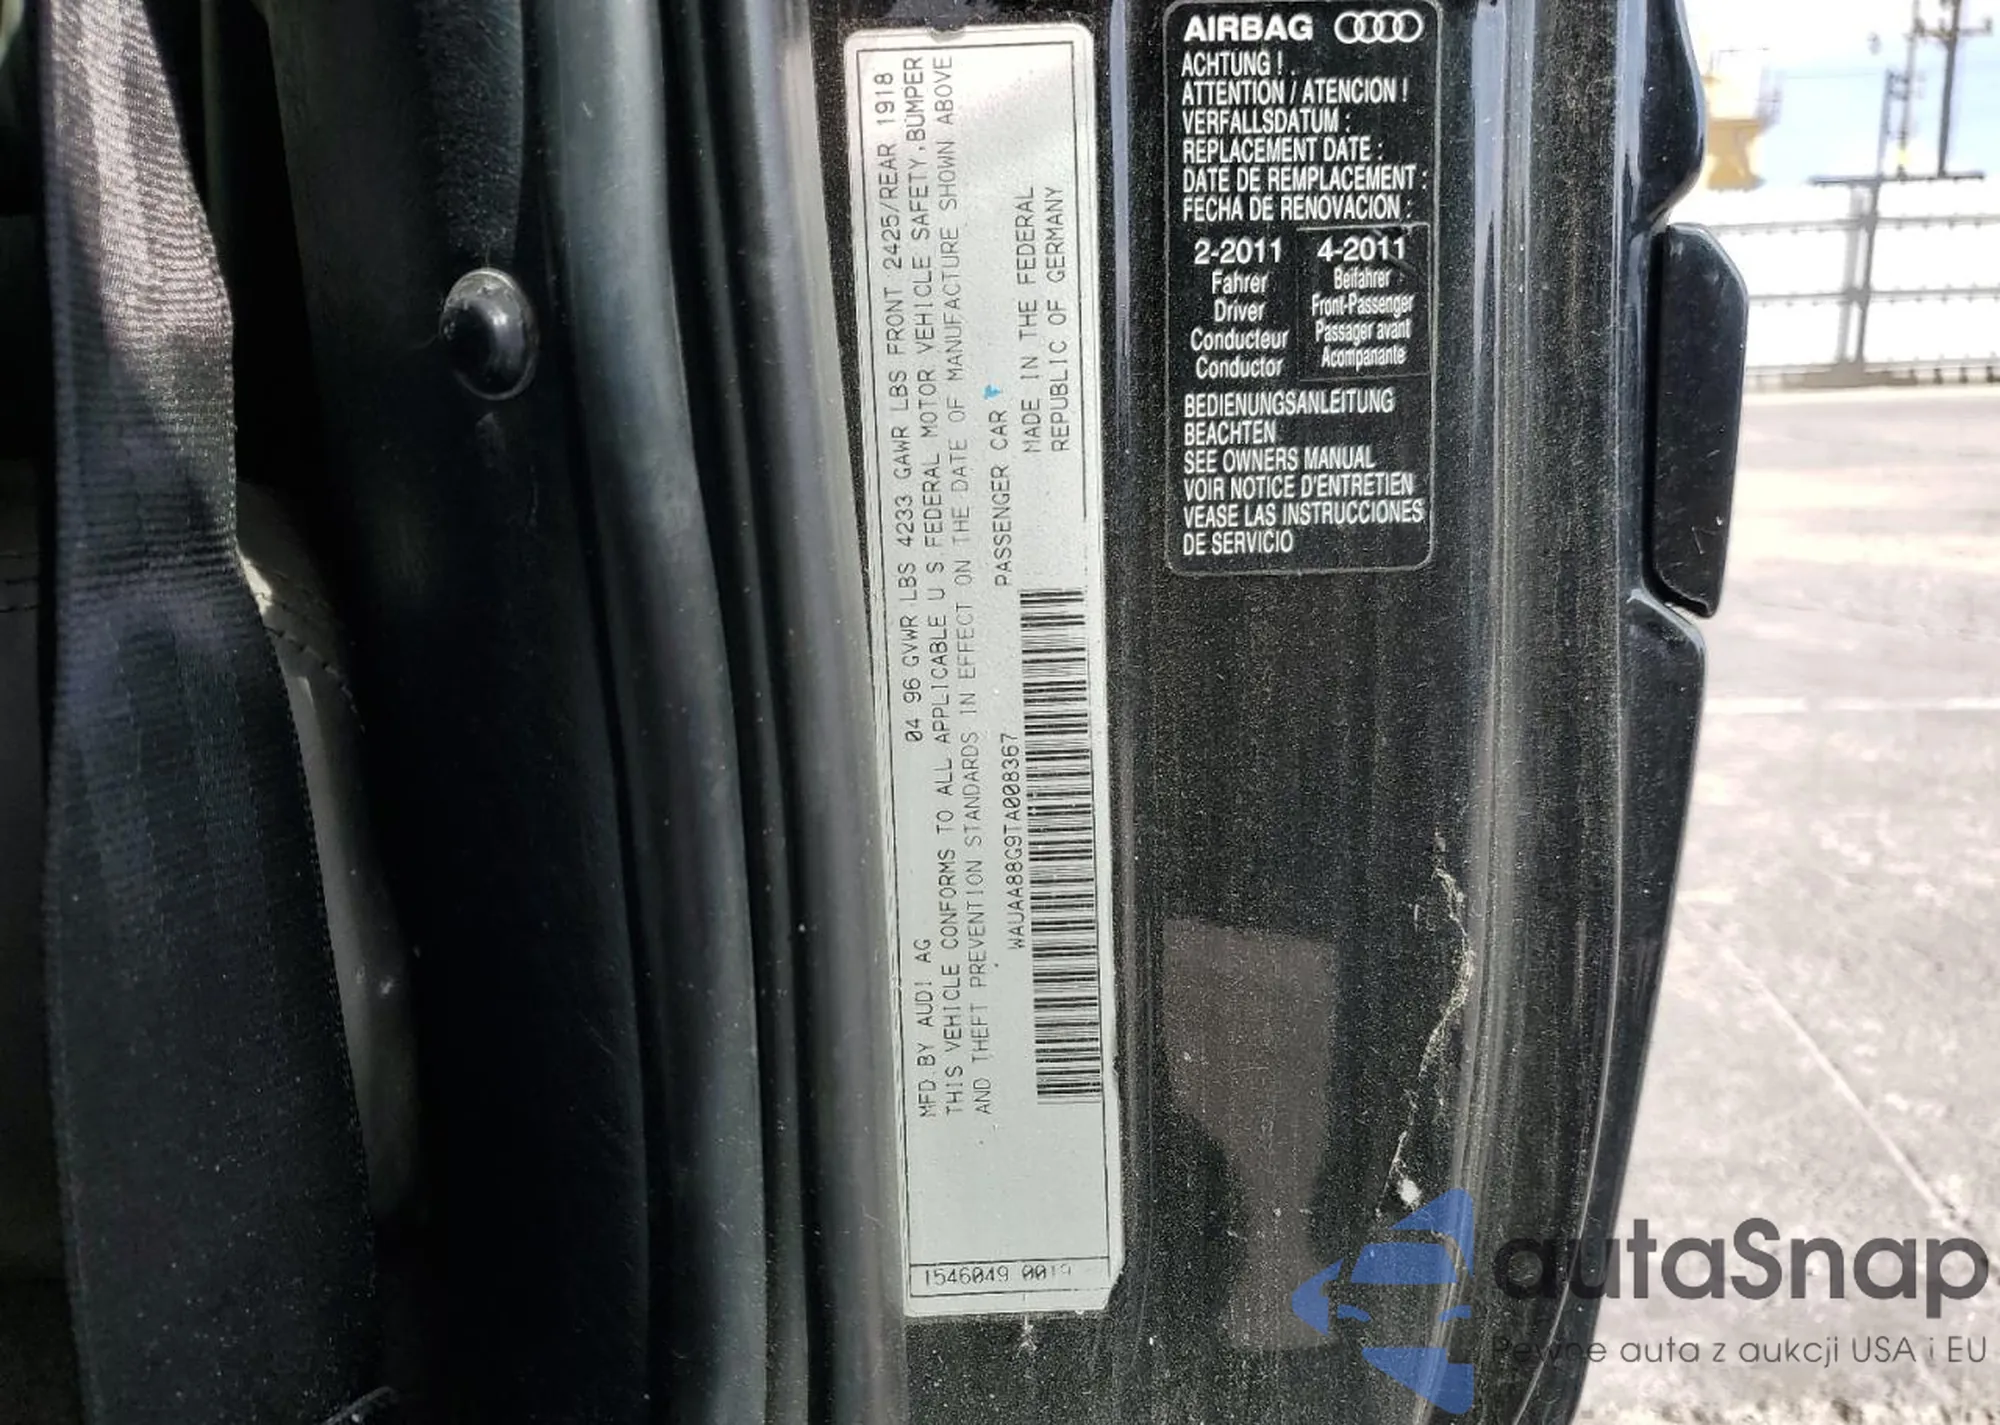 MFD.BY AUDI AG 04 96 GVWR LBS 4233 GAWR LBS FRONT 2425/REAR 1918
THIS VEHICLE CONFORMS TO ALL APPLICABLE U S FEDERAL MOTOR VEHICLE SAFETY,BUMPER
AND THEFT PREVENTION STANDARDS IN EFFECT ON THE DATE OF MANUFACTURE SHOWN ABOVE
WAUAA88G9TA008367 PASSENGER CAR
MADE IN THE FEDERAL
REPUBLIC OF GERMANY
1546049 0019
AIRBAG
ACHTUNG !
ATTENTION / ATENCION !
VERFALLSDATUM :
REPLACEMENT DATE :
DATE DE REMPLACEMENT :
FECHA DE RENOVACION :
2-2011
Fahrer
Driver
Conducteur
Conductor
4-2011
Beifahrer
Front-Passenger
Passager avant
Acompanante
BEDIENUNGSANLEITUNG
BEACHTEN
SEE OWNERS MANUAL
VOIR NOTICE D'ENTRETIEN
VEASE LAS INSTRUCCIONES
DE SERVICIO
autaSnap
Pewne auta z aukcji USA i EU